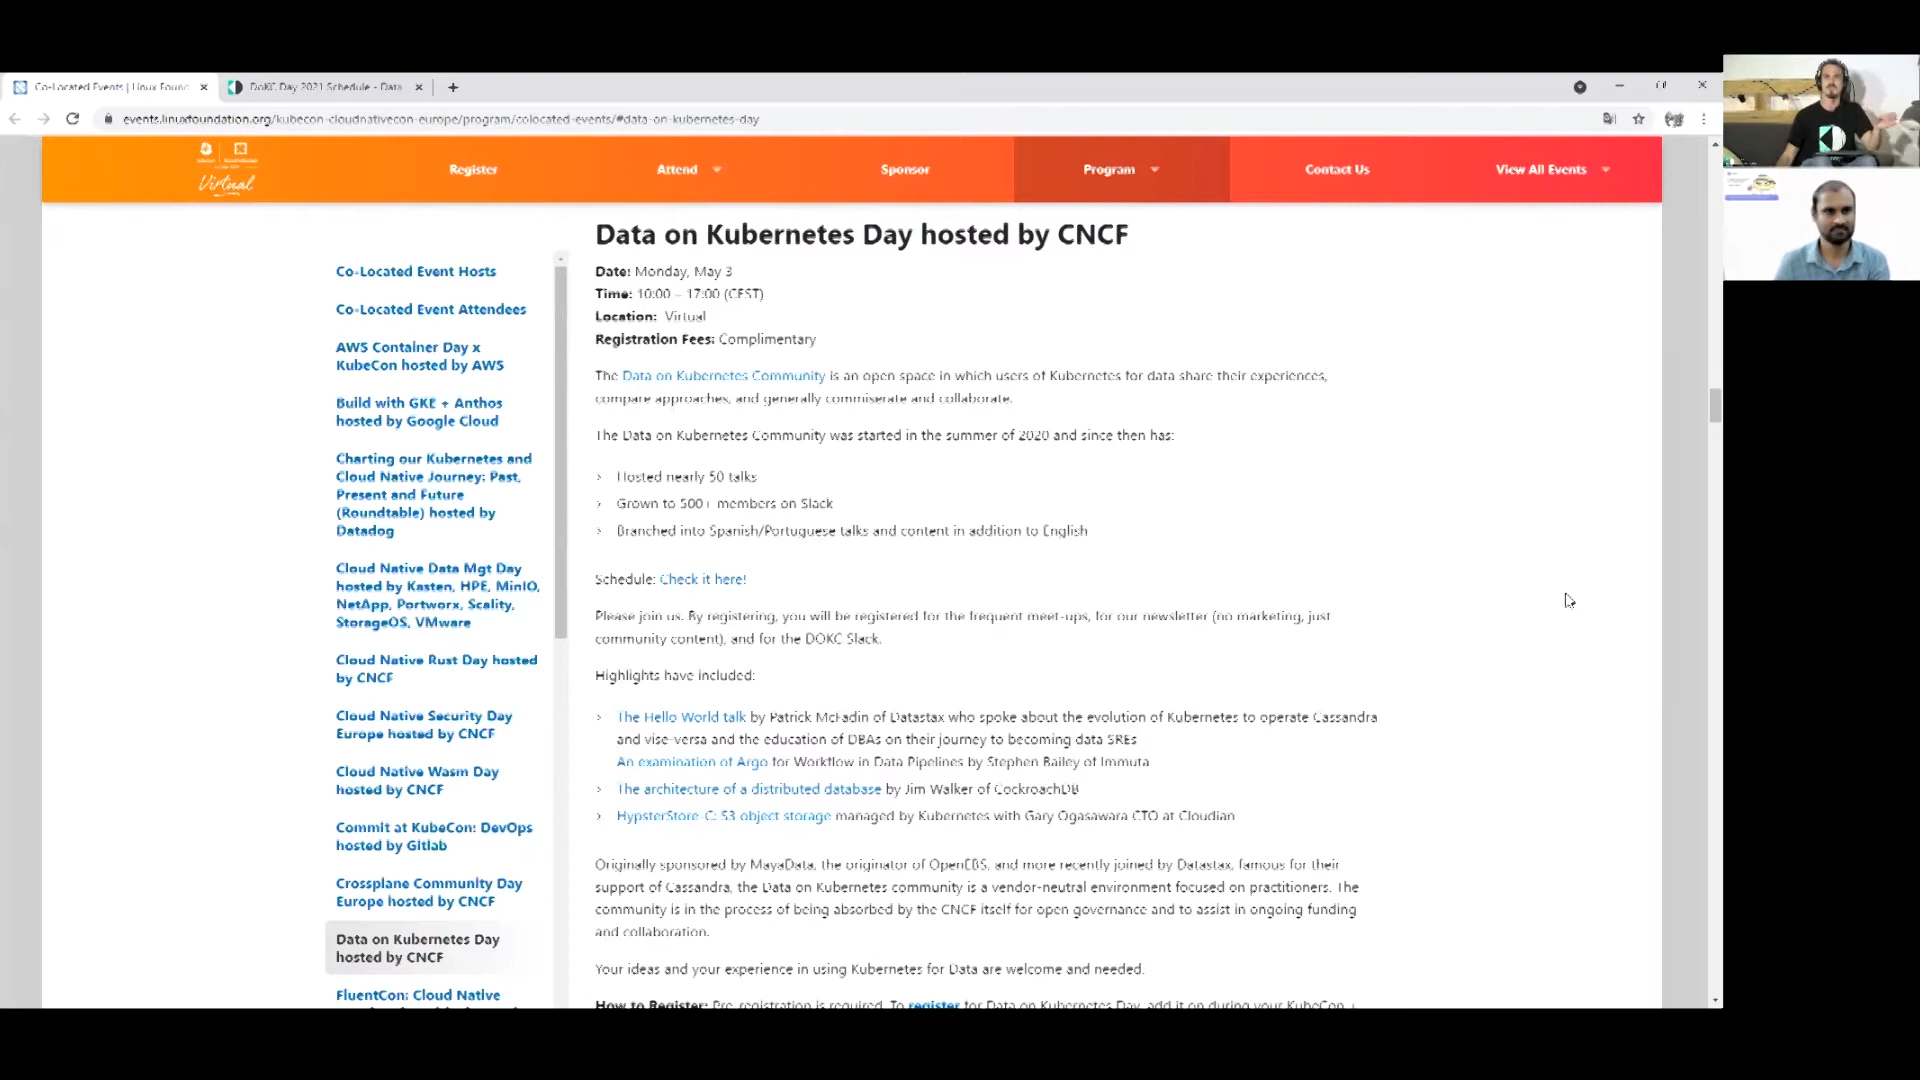 Co-Located Events | Linux Found
DoKC Day 2021 Schedule - Data
events.linuxfoundation.org/kubecon-cloudnativecon-europe/program/colocated-events/#data-on-kubernetes-day
Virtual
Register
Attend
Sponsor
Program
Contact Us
View All Events
Co-Located Event Hosts
Co-Located Event Attendees
AWS Container Day x
KubeCon hosted by AWS
Build with GKE + Anthos
hosted by Google Cloud
Charting our Kubernetes and
Cloud Native Journey: Past,
Present and Future
(Roundtable) hosted by
Datadog
Cloud Native Data Mgt Day
hosted by Kasten, HPE, MinIO,
NetApp, Portworx, Scality,
StorageOS, VMware
Cloud Native Rust Day hosted
by CNCF
Cloud Native Security Day
Europe hosted by CNCF
Cloud Native Wasm Day
hosted by CNCF
Commit at KubeCon: DevOps
hosted by Gitlab
Crossplane Community Day
Europe hosted by CNCF
Data on Kubernetes Day
hosted by CNCF
FluentCon: Cloud Native
Data on Kubernetes Day hosted by CNCF
Date: Monday, May 3
Time: 10:00 – 17:00 (CEST)
Location: Virtual
Registration Fees: Complimentary
The Data on Kubernetes Community is an open space in which users of Kubernetes for data share their experiences,
compare approaches, and generally commiserate and collaborate.
The Data on Kubernetes Community was started in the summer of 2020 and since then has:
Hosted nearly 50 talks
Grown to 500+ members on Slack
Branched into Spanish/Portuguese talks and content in addition to English
Schedule: Check it here!
Please join us. By registering, you will be registered for the frequent meet-ups, for our newsletter (no marketing, just
community content), and for the DOKC Slack.
Highlights have included:
The Hello World talk by Patrick McFadin of Datastax who spoke about the evolution of Kubernetes to operate Cassandra
and vise-versa and the education of DBAs on their journey to becoming data SREs
An examination of Argo for Workflow in Data Pipelines by Stephen Bailey of Immuta
The architecture of a distributed database by Jim Walker of CockroachDB
HypsterStore-C: S3 object storage managed by Kubernetes with Gary Ogasawara CTO at Cloudian
Originally sponsored by MayaData, the originator of OpenEBS, and more recently joined by Datastax, famous for their
support of Cassandra, the Data on Kubernetes community is a vendor-neutral environment focused on practitioners. The
community is in the process of being absorbed by the CNCF itself for open governance and to assist in ongoing funding
and collaboration.
Your ideas and your experience in using Kubernetes for Data are welcome and needed.
How to Register: Pre-registration is required. To register for Data on Kubernetes Day, add it on during your KubeCon +